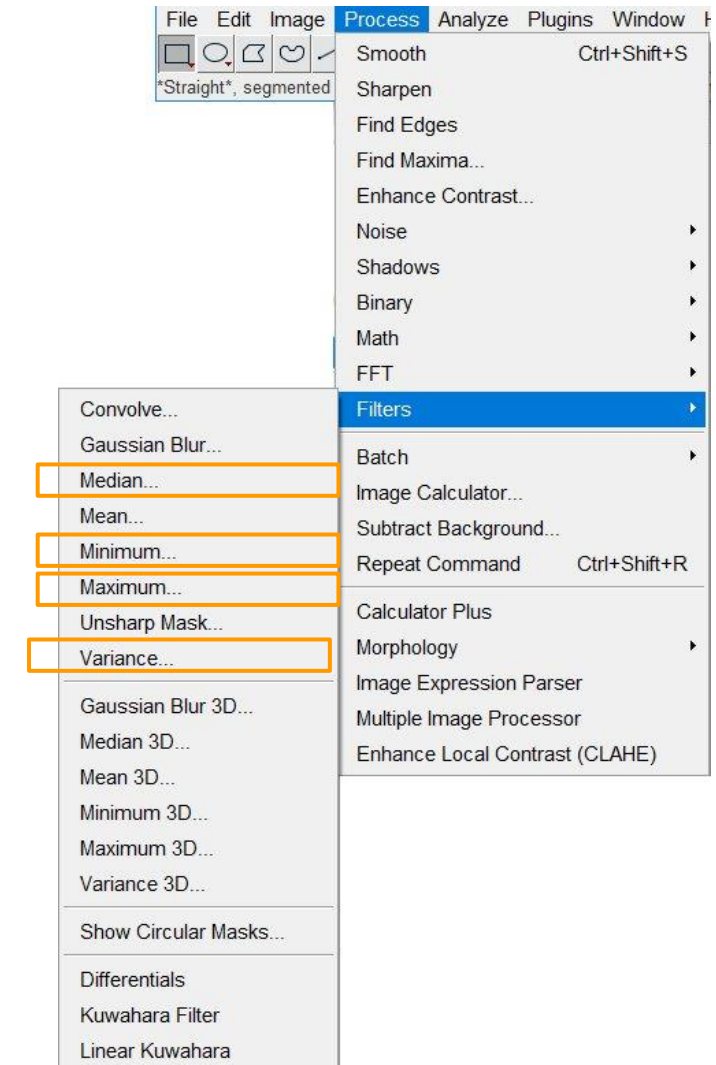 File Edit Image Process Analyze Plugins Window
*Straight*, segmented
Smooth Ctrl+Shift+S
Sharpen
Find Edges
Find Maxima...
Enhance Contrast...
Noise
Shadows
Binary
Math
FFT
Filters
Batch
Image Calculator...
Subtract Background...
Repeat Command Ctrl+Shift+R
Calculator Plus
Morphology
Image Expression Parser
Multiple Image Processor
Enhance Local Contrast (CLAHE)
Convolve...
Gaussian Blur...
Median...
Mean...
Minimum...
Maximum...
Unsharp Mask...
Variance...
Gaussian Blur 3D...
Median 3D...
Mean 3D...
Minimum 3D...
Maximum 3D...
Variance 3D...
Show Circular Masks...
Differentials
Kuwahara Filter
Linear Kuwahara